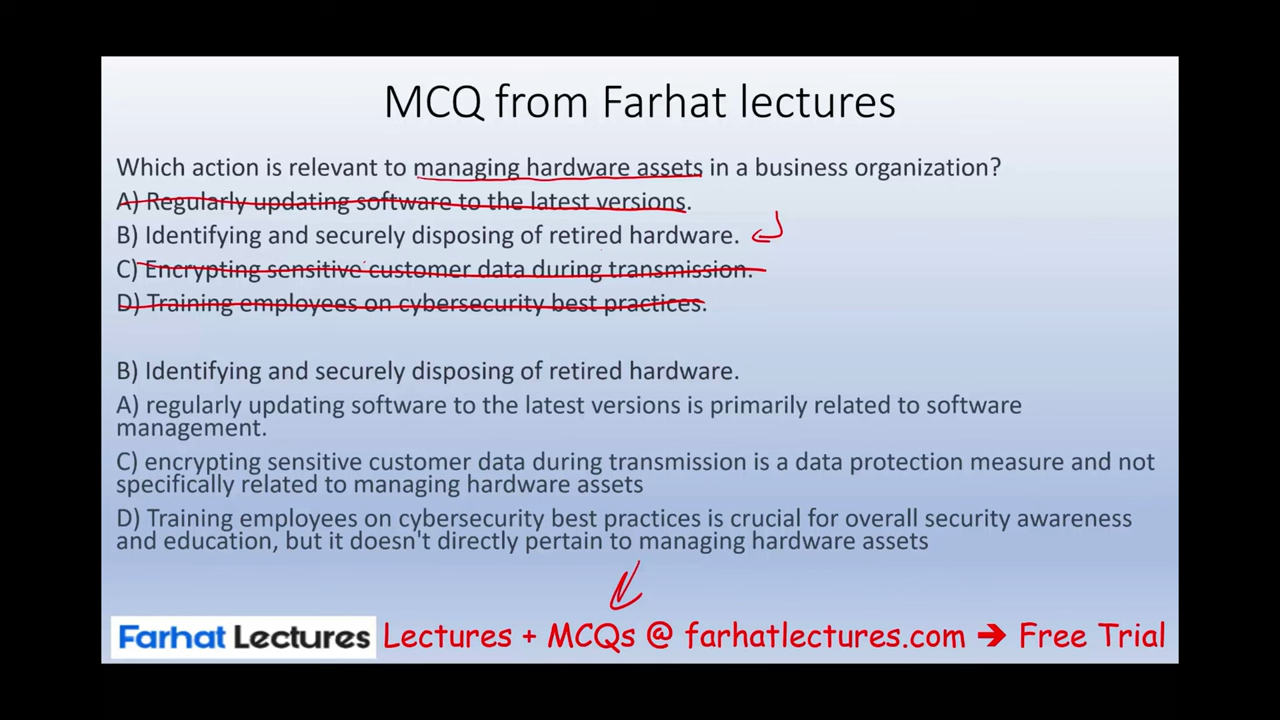 MCQ from Farhat lectures
Which action is relevant to managing hardware assets in a business organization?
A) Regularly updating software to the latest versions.
B) Identifying and securely disposing of retired hardware.
C) Encrypting sensitive customer data during transmission.
D) Training employees on cybersecurity best practices.
B) Identifying and securely disposing of retired hardware.
A) regularly updating software to the latest versions is primarily related to software
management.
C) encrypting sensitive customer data during transmission is a data protection measure and not
specifically related to managing hardware assets
D) Training employees on cybersecurity best practices is crucial for overall security awareness
and education, but it doesn't directly pertain to managing hardware assets
Farhat Lectures Lectures + MCQs @ farhatlectures.com → Free Trial